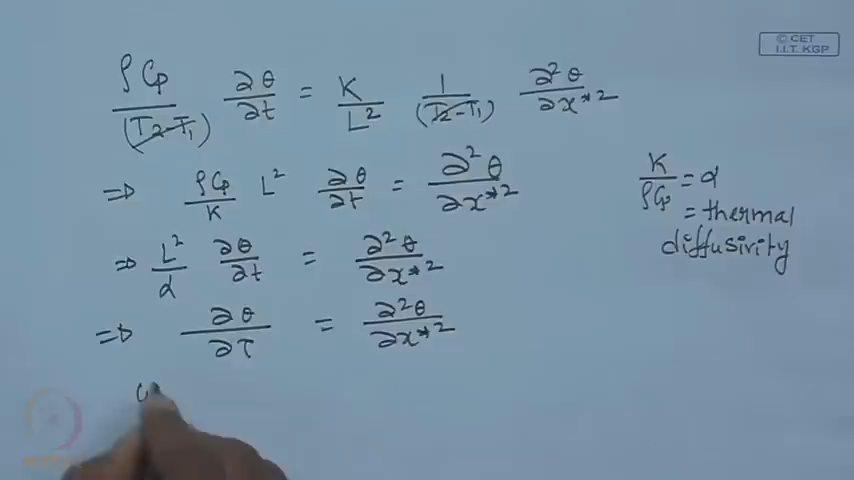 © CET
I.I.T. KGP
ρCp/(T2-T1) ∂θ/∂t = K/L² 1/(T2-T1) ∂²θ/∂x*²
⇒ ρCp/K L² ∂θ/∂t = ∂²θ/∂x*²
K/ρCp = α
= thermal
diffusivity
⇒ L²/α ∂θ/∂t = ∂²θ/∂x*²
⇒ ∂θ/∂τ = ∂²θ/∂x*²